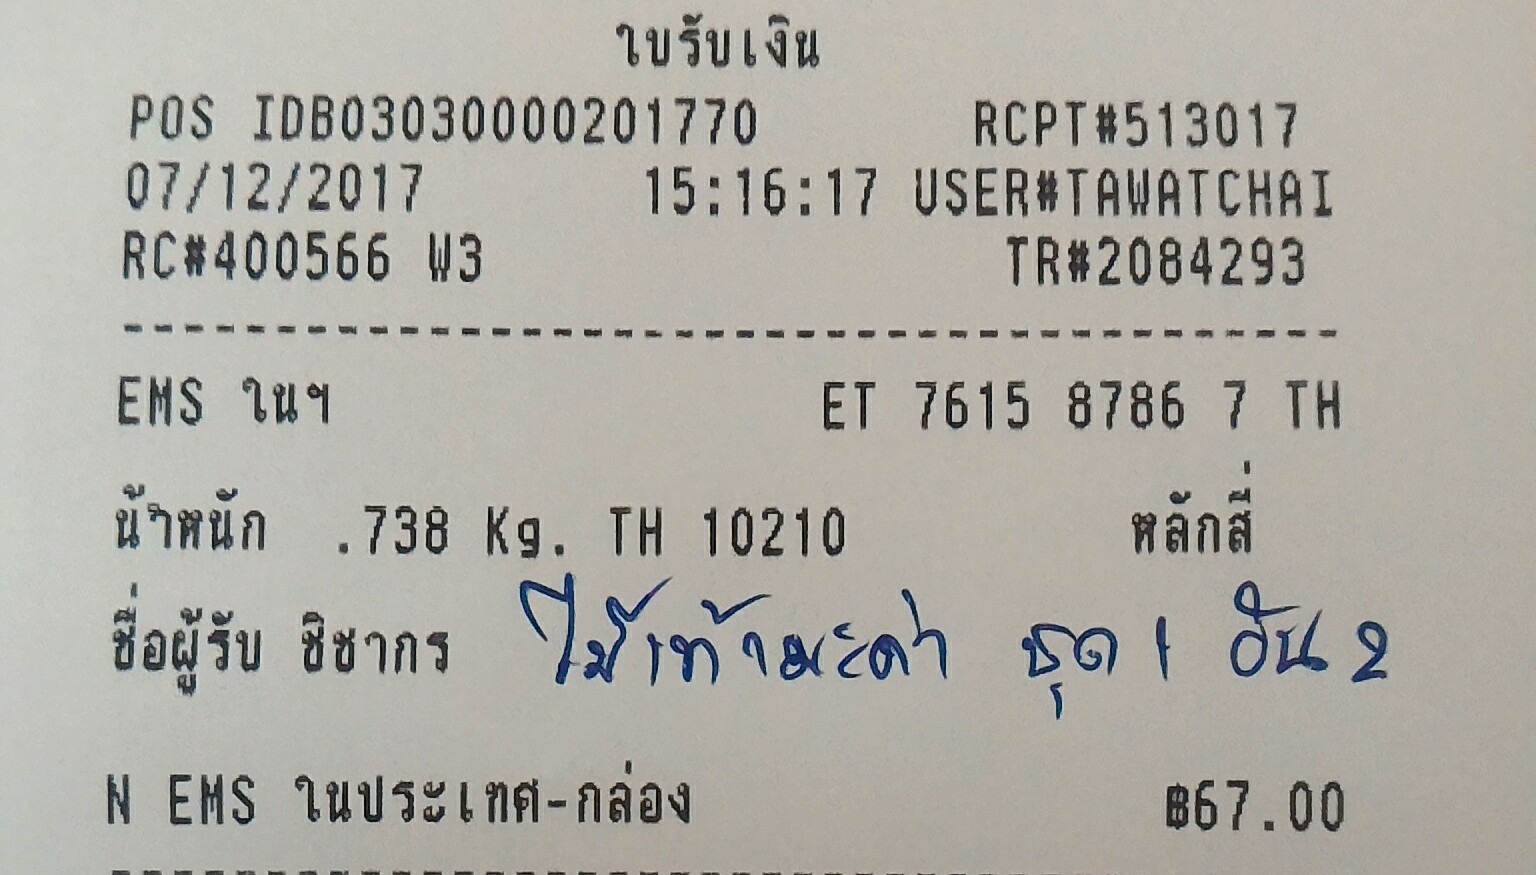 ใบรับเงิน
POS IDB03030000201770 RCPT#513017
07/12/2017 15:16:17 USER#TAWATCHAI
RC#400566 W3 TR#2084293
EMS ในฯ ET 7615 8786 7 TH
น้ำหนัก .738 Kg. TH 10210 หลักสี่
ชื่อผู้รับ ชิชากร ไม้เท้ามะค่า ชุด 1 อัน 2
N EMS ในประเทศ-กล่อง ฿67.00